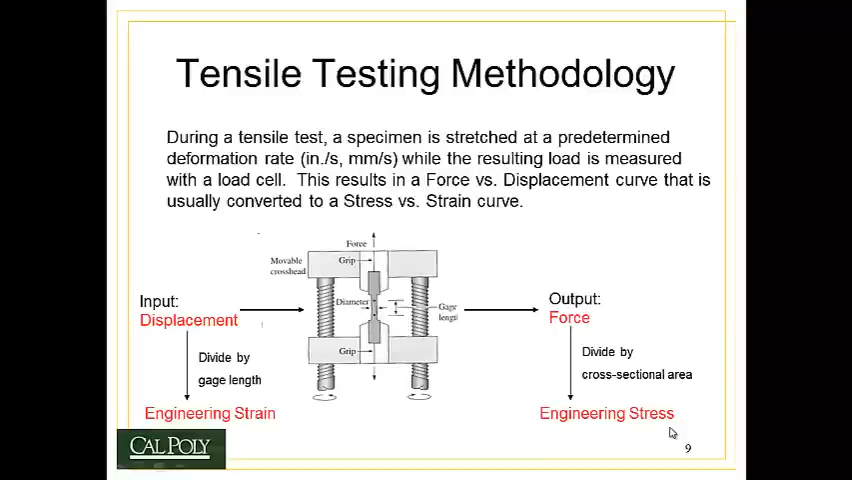 Tensile Testing Methodology
During a tensile test, a specimen is stretched at a predetermined
deformation rate (in./s, mm/s) while the resulting load is measured
with a load cell. This results in a Force vs. Displacement curve that is
usually converted to a Stress vs. Strain curve.
Force
Movable
crosshead
Grip
Input:
Displacement
Diameter
Gage
length
Output:
Force
Grip
Divide by
gage length
Divide by
cross-sectional area
Engineering Strain
Engineering Stress
CAL POLY
9